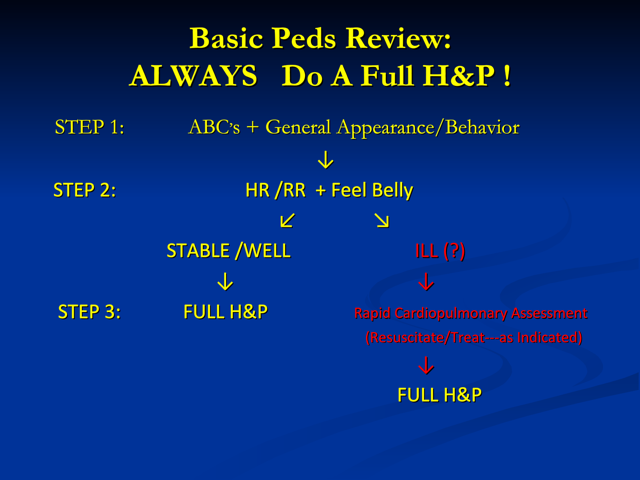 Basic Peds Review:
ALWAYS Do A Full H&P !
STEP 1: ABC's + General Appearance/Behavior
↓
STEP 2: HR /RR + Feel Belly
↙ ↘
STABLE /WELL ILL (?)
↓ ↓
STEP 3: FULL H&P Rapid Cardiopulmonary Assessment
(Resuscitate/Treat---as Indicated)
↓
FULL H&P